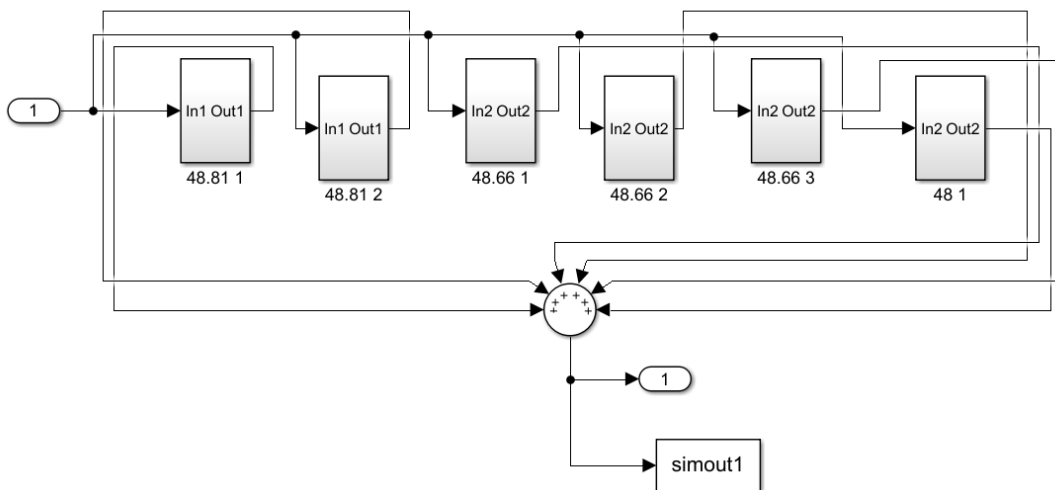 1
In1 Out1
48.81 1
In1 Out1
48.81 2
In2 Out2
48.66 1
In2 Out2
48.66 2
In2 Out2
48.66 3
In2 Out2
48 1
+ + + + + +
1
simout1